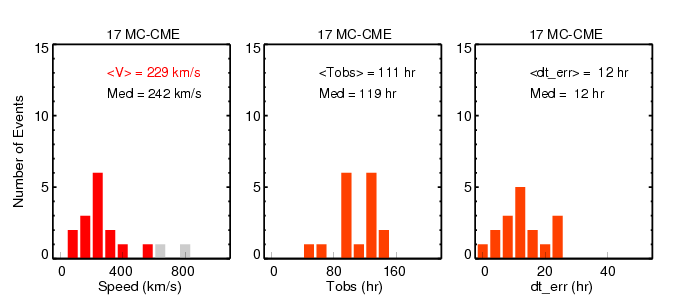 17 MC-CME
15
10
5
0
Number of Events
<V> = 229 km/s
Med = 242 km/s
0 400 800
Speed (km/s)
17 MC-CME
15
10
5
0
<Tobs> = 111 hr
Med = 119 hr
0 80 160
Tobs (hr)
17 MC-CME
15
10
5
0
<dt_err> = 12 hr
Med = 12 hr
0 20 40
dt_err (hr)